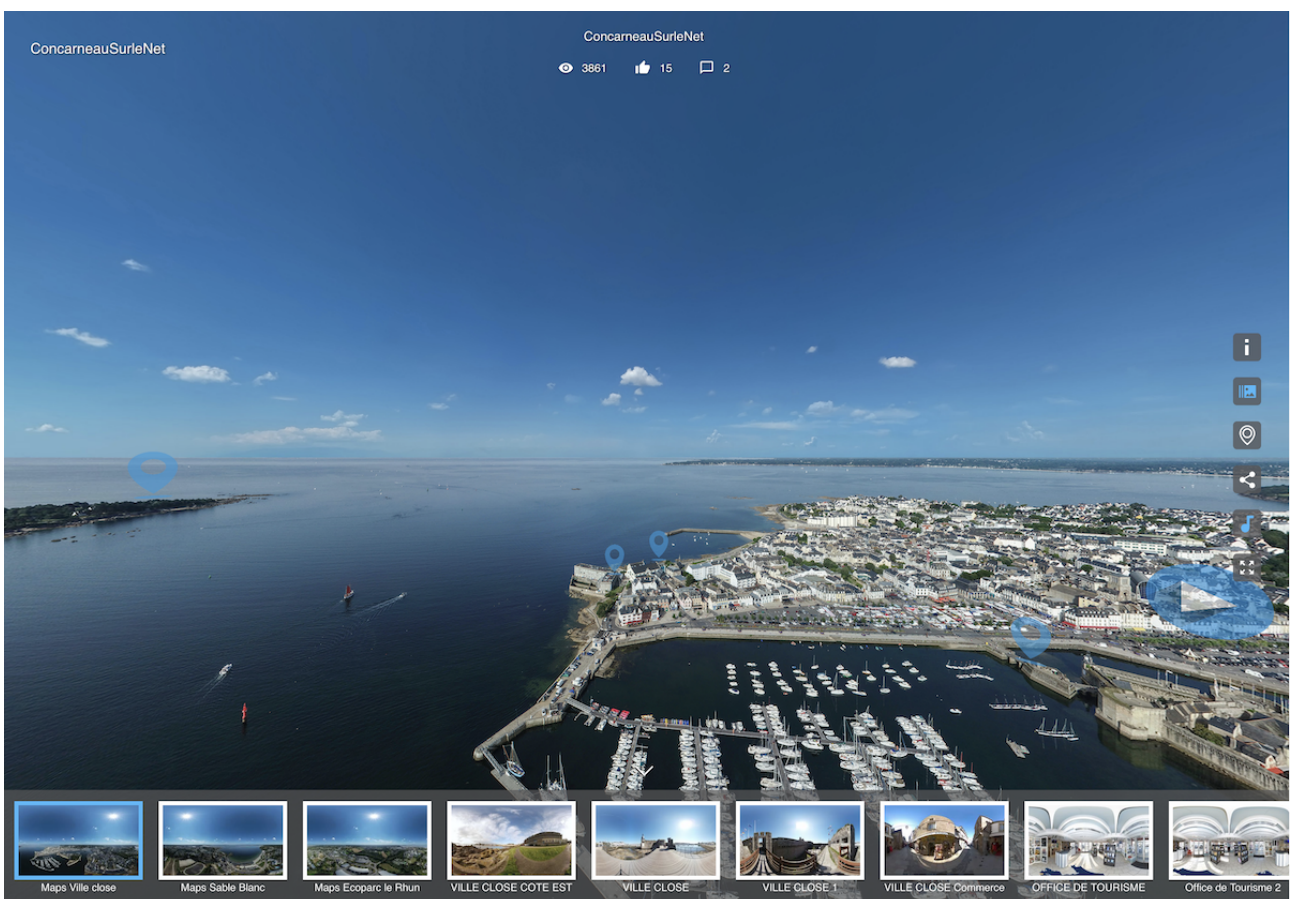 ConcarneauSurleNet
ConcarneauSurleNet
3861 15 2
Maps Ville close
Maps Sable Blanc
Maps Ecoparc le Rhun
VILLE CLOSE COTE EST
VILLE CLOSE
VILLE CLOSE 1
VILLE CLOSE Commerce
OFFICE DE TOURISME
Office de Tourisme 2